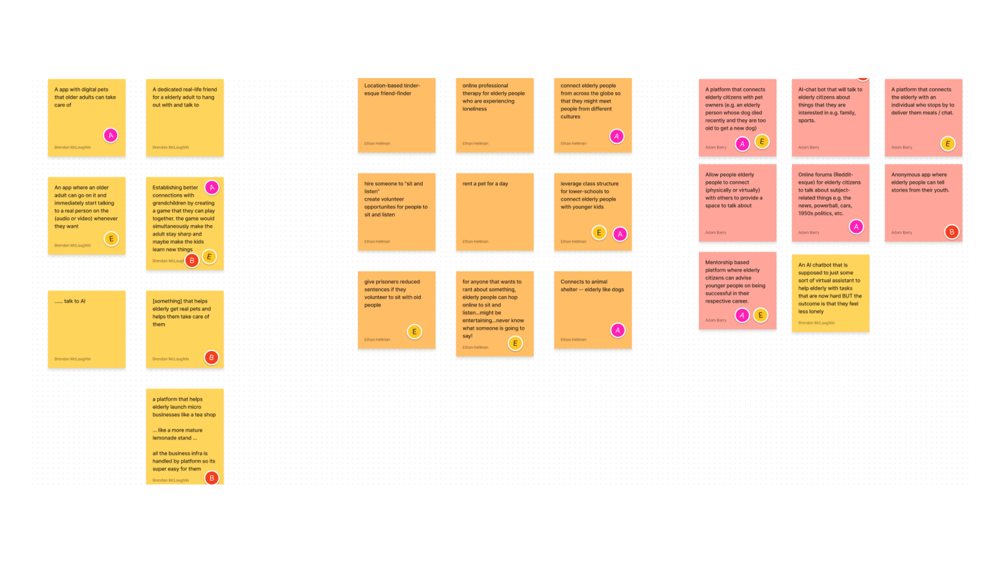 A app with digital pets
that older adults can take
care of
A
Brendan McLaughlin
A dedicated real-life friend
for a elderly adult to hang
out with and talk to
Brendan McLaughlin
An app where an older
adult can go on it and
immediately start talking
to a real person on the
(audio or video) whenever
they want
E
Brendan McLaughlin
Establishing better
connections with
grandchildren by creating
a game that they can play
together. the game would
simultaneously make the
adult stay sharp and
maybe make the kids
learn new things
A
Brendan McLaugh
B
E
...... talk to AI
Brendan McLaughlin
[something] that helps
elderly get real pets and
helps them take care of
them
Brendan McLaughlin
B
a platform that helps
elderly launch micro
businesses like a tea shop
... like a more mature
lemonade stand ...
all the business infra is
handled by platform so its
super easy for them
Brendan McLaughlin
B
Location-based tinder-
esque friend-finder
Ethan Hellman
online professional
therapy for elderly people
who are experiencing
loneliness
Ethan Hellman
connect elderly people
from across the globe so
that they might meet
people from different
cultures
A
Ethan Hellman
hire someone to "sit and
listen"
create volunteer
opportunites for people to
sit and listen
Ethan Hellman
rent a pet for a day
Ethan Hellman
leverage class structure
for lower-schools to
connect elderly people
with younger kids
E
A
Ethan Hellman
give prisoners reduced
sentences if they
volunteer to sit with old
people
E
Ethan Hellman
for anyone that wants to
rant about something,
elderly people can hop
online to sit and
listen...might be
entertaining...never know
what someone is going to
say!
E
Ethan Hellman
Connects to animal
shelter -- elderly like dogs
A
Ethan Hellman
A platform that connects
elderly citizens with pet
owners (e.g. an elderly
person whose dog died
recently and they are too
old to get a new dog)
Adam Barry
A
E
AI-chat bot that will talk to
elderly citizens about
things that they are
interested in e.g. family,
sports.
Adam Barry
A platform that connects
the elderly with an
individual who stops by to
deliver them meals / chat.
Adam Barry
E
Allow people elderly
people to connect
(physically or virtually)
with others to provide a
space to talk about
Adam Barry
Online forums (Reddit-
esque) for elderly citizens
to talk about subject-
related things e.g. the
news, powerball, cars,
1950s politics, etc.
Adam Barry
A
Anonymous app where
elderly people can tell
stories from their youth.
Adam Barry
B
Mentorship based
platform where elderly
citizens can advise
younger people on being
successful in their
respective career.
Adam Barry
A
E
An AI chatbot that is
supposed to just some
sort of virtual assistant to
help elderly with tasks
that are now hard BUT the
outcome is that they feel
less lonely
Brendan McLaughlin